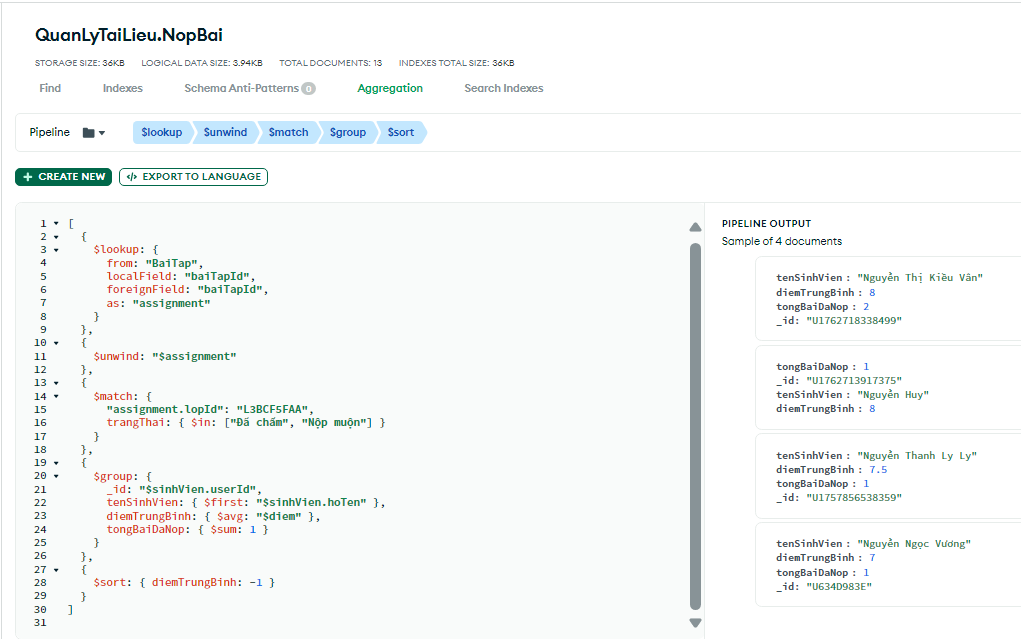 QuanLyTaiLieu.NopBai
STORAGE SIZE: 36KB LOGICAL DATA SIZE: 3.94KB TOTAL DOCUMENTS: 13 INDEXES TOTAL SIZE: 36KB
Find Indexes Schema Anti-Patterns 0 Aggregation Search Indexes
Pipeline $lookup $unwind $match $group $sort
+ CREATE NEW </> EXPORT TO LANGUAGE
1 [
2 {
3 $lookup: {
4 from: "BaiTap",
5 localField: "baiTapId",
6 foreignField: "baiTapId",
7 as: "assignment"
8 }
9 },
10 {
11 $unwind: "$assignment"
12 },
13 {
14 $match: {
15 "assignment.lopId": "L3BCF5FAA",
16 trangThai: { $in: ["Đã chấm", "Nộp muộn"] }
17 }
18 },
19 {
20 $group: {
21 _id: "$sinhVien.userId",
22 tenSinhVien: { $first: "$sinhVien.hoTen" },
23 diemTrungBinh: { $avg: "$diem" },
24 tongBaiDaNop: { $sum: 1 }
25 }
26 },
27 {
28 $sort: { diemTrungBinh: -1 }
29 }
30 ]
31
PIPELINE OUTPUT
Sample of 4 documents
tenSinhVien : "Nguyễn Thị Kiều Vân"
diemTrungBinh : 8
tongBaiDaNop : 2
_id: "U1762718338499"
tongBaiDaNop : 1
_id: "U1762713917375"
tenSinhVien : "Nguyễn Huy"
diemTrungBinh : 8
tenSinhVien : "Nguyễn Thanh Ly Ly"
diemTrungBinh : 7.5
tongBaiDaNop : 1
_id: "U1757856538359"
tenSinhVien : "Nguyễn Ngọc Vương"
diemTrungBinh : 7
tongBaiDaNop : 1
_id: "U634D983E"